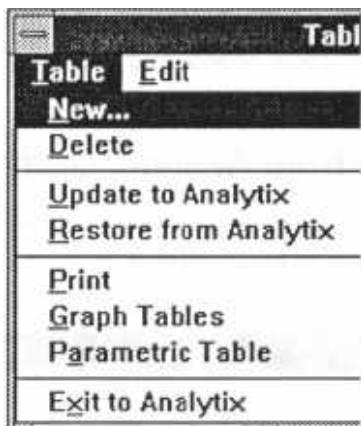 Tabl
Table Edit
New...
Delete
Update to Analytix
Restore from Analytix
Print
Graph Tables
Parametric Table
Exit to Analytix